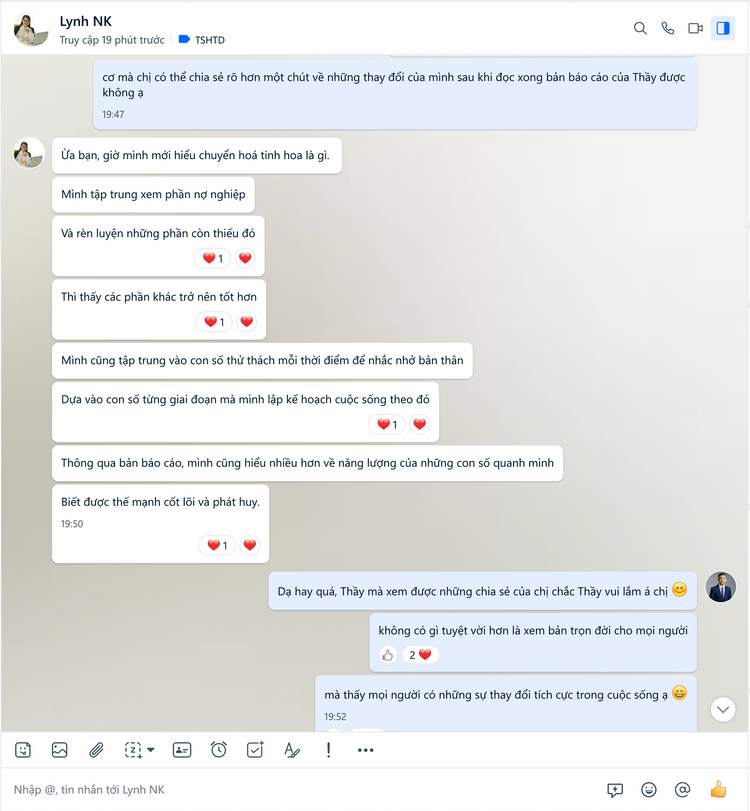 Lynh NK
Truy cập 19 phút trước
TSHTD
cơ mà chị có thể chia sẻ rõ hơn một chút về những thay đổi của mình sau khi đọc xong bản báo cáo của Thầy được
không ạ
19:47
Ừa bạn, giờ mình mới hiểu chuyển hoá tinh hoa là gì.
Mình tập trung xem phần nợ nghiệp
Và rèn luyện những phần còn thiếu đó
1
Thì thấy các phần khác trở nên tốt hơn
1
Mình cũng tập trung vào con số thử thách mỗi thời điểm để nhắc nhở bản thân
Dựa vào con số từng giai đoạn mà mình lập kế hoạch cuộc sống theo đó
1
Thông qua bản báo cáo, mình cũng hiểu nhiều hơn về năng lượng của những con số quanh mình
Biết được thế mạnh cốt lõi và phát huy.
19:50
1
Dạ hay quá, Thầy mà xem được những chia sẻ của chị chắc Thầy vui lắm á chị 😊
không có gì tuyệt vời hơn là xem bản trọn đời cho mọi người
2
mà thấy mọi người có những sự thay đổi tích cực trong cuộc sống ạ 😀
19:52
Nhập @, tin nhắn tới Lynh NK